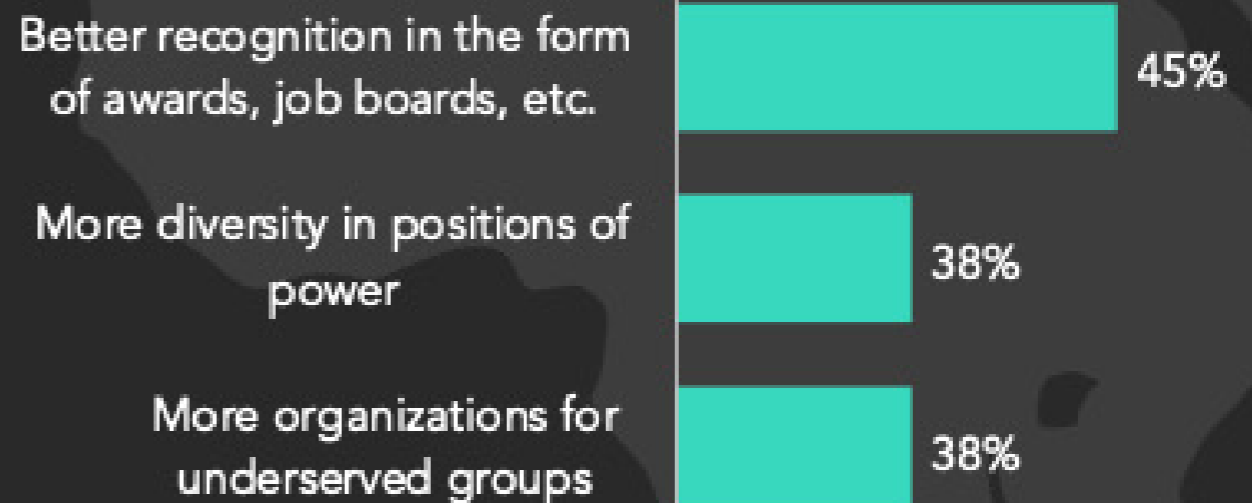 Better recognition in the form
of awards, job boards, etc.
45%
More diversity in positions of
power
38%
More organizations for
underserved groups
38%